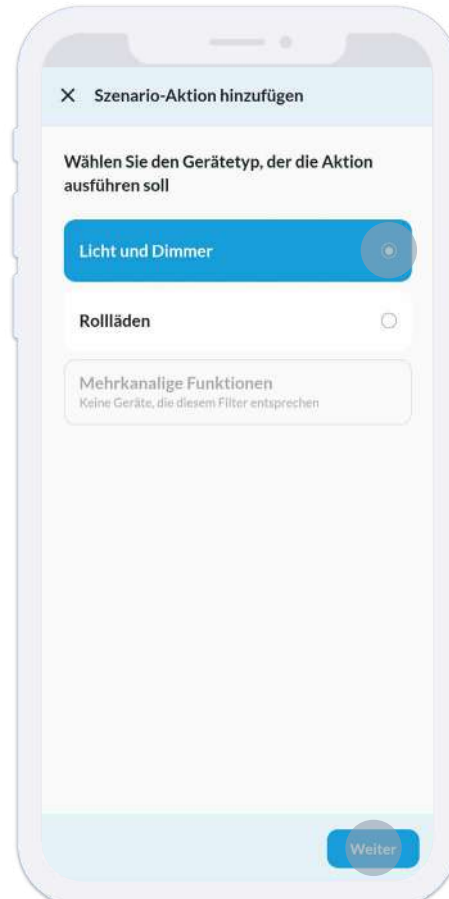 Szenario-Aktion hinzufügen
Wählen Sie den Gerätetyp, der die Aktion
ausführen soll
Licht und Dimmer
Rollläden
Mehrkanalige Funktionen
Keine Geräte, die diesem Filter entsprechen
Weiter